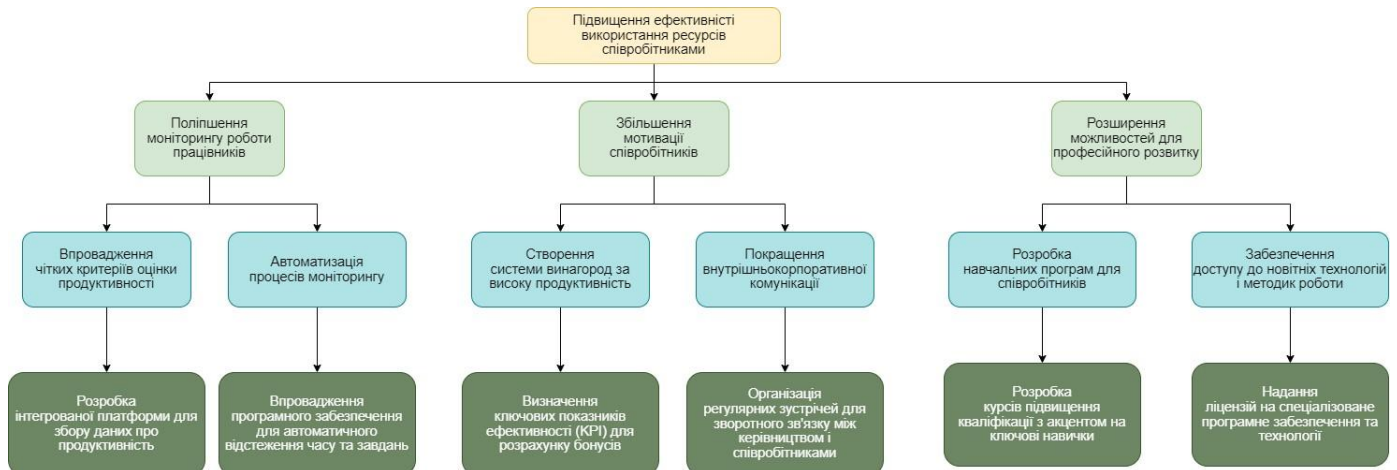 Підвищення ефективністі
використання ресурсів
співробітниками
Поліпшення
моніторингу роботи
працівників
Збільшення
мотивації
співробітників
Розширення
можливостей для
професійного розвитку
Впровадження
чітких критеріїв оцінки
продуктивності
Автоматизація
процесів моніторингу
Створення
системи винагород за
високу продуктивність
Покращення
внутрішньокорпоративної
комунікації
Розробка
навчальних програм для
співробітників
Забезпечення
доступу до новітніх технологій
і методик роботи
Розробка
інтегрованої платформи для
збору даних про
продуктивність
Впровадження
програмного забезпечення
для автоматичного
відстеження часу та завдань
Визначення
ключових показників
ефективності (KPI) для
розрахунку бонусів
Організація
регулярних зустрічей для
зворотного зв'язку між
керівництвом і
співробітниками
Розробка
курсів підвищення
кваліфікації з акцентом на
ключові навички
Надання
ліцензій на спеціалізоване
програмне забезпечення та
технології